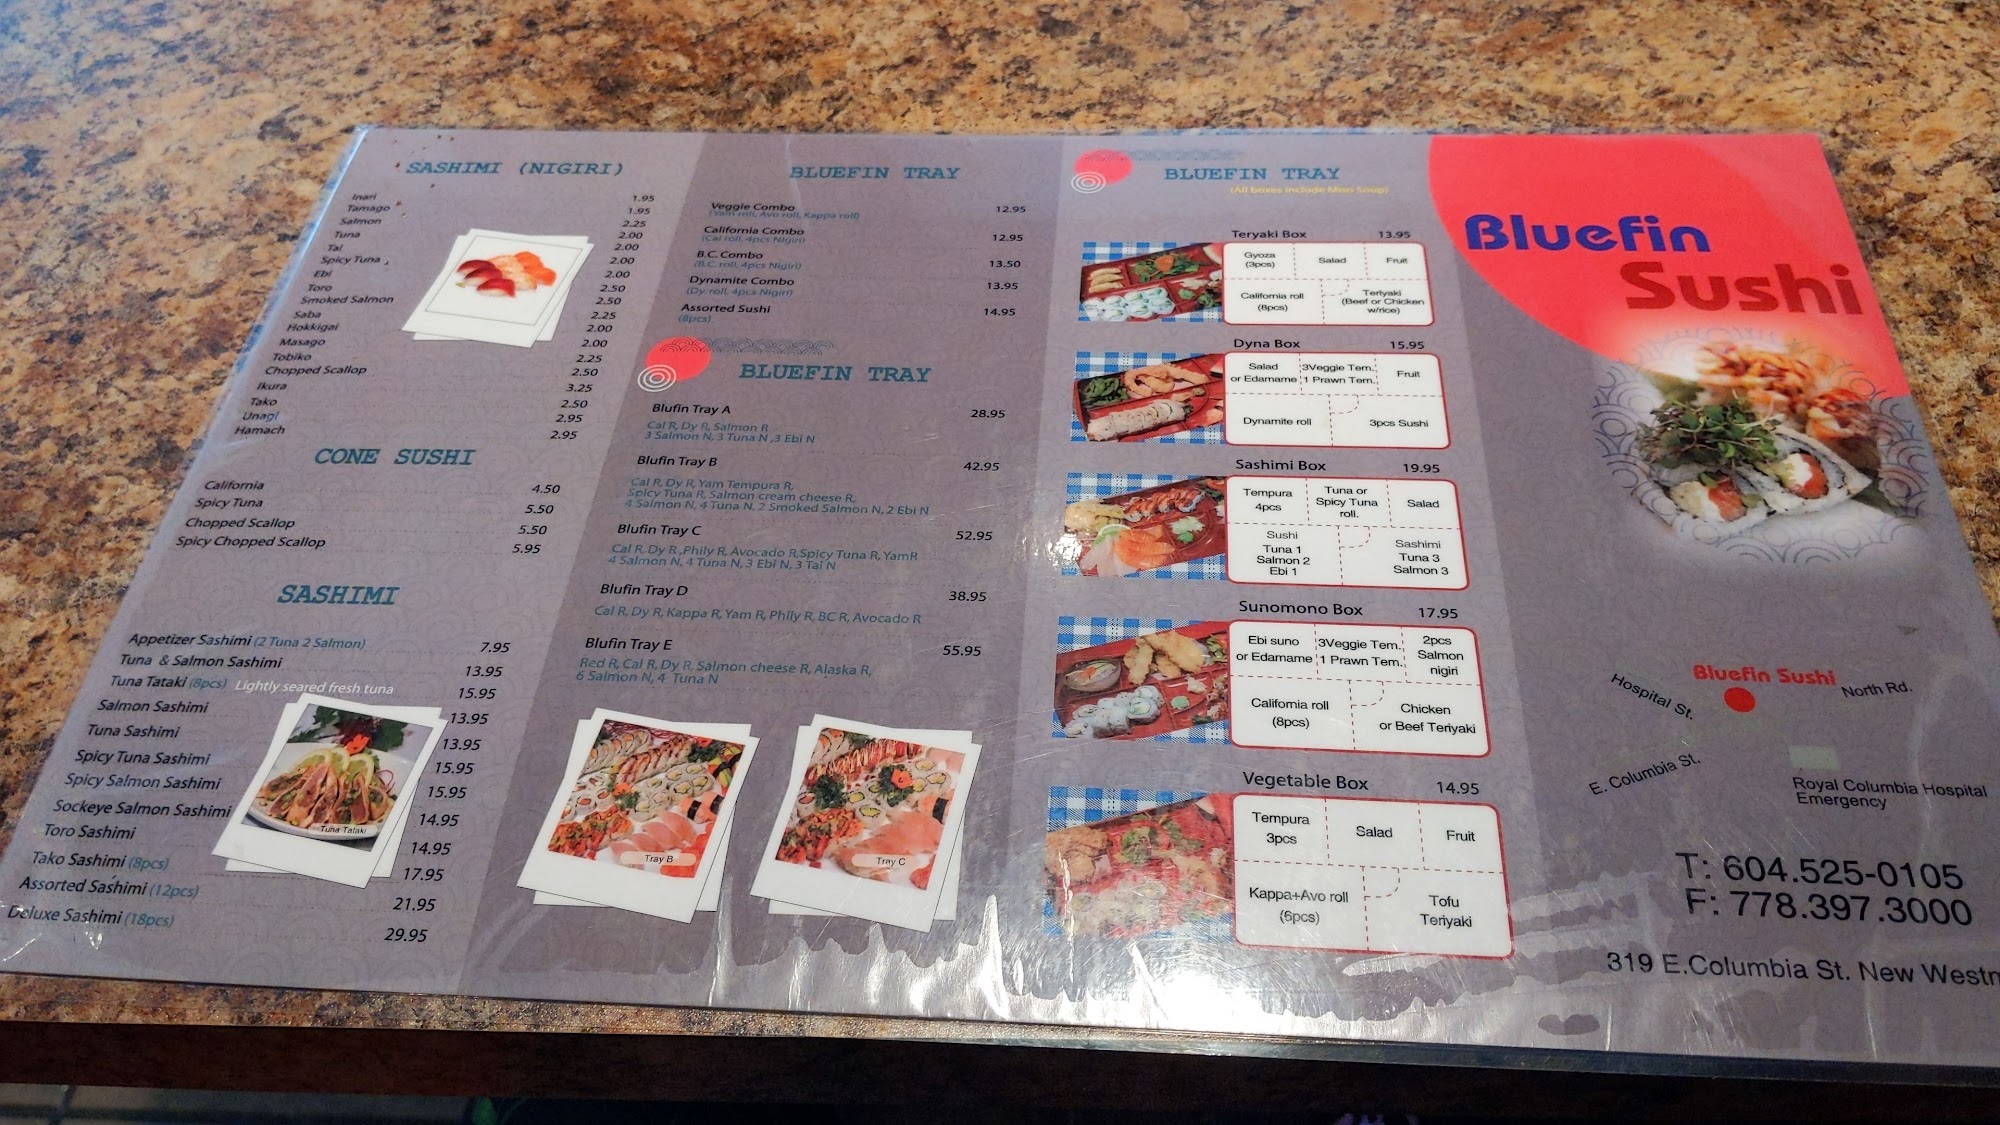 SASHIMI (NIGIRI)
Inari 1.95
Tamago 1.95
Salmon 2.25
Tuna 2.00
Tai 2.00
Spicy Tuna 2.00
Ebi 2.00
Toro 2.50
Smoked Salmon 2.50
Saba 2.25
Hokkigai 2.00
Masago 2.00
Tobiko 2.25
Chopped Scallop 2.50
Ikura 3.25
Tako 2.50
Unagi 2.95
Hamach 2.95
CONE SUSHI
California 4.50
Spicy Tuna 5.50
Chopped Scallop 5.50
Spicy Chopped Scallop 5.95
SASHIMI
Appetizer Sashimi (2 Tuna 2 Salmon) 7.95
Tuna & Salmon Sashimi 13.95
Tuna Tataki (8pcs) Lightly seared fresh tuna 15.95
Salmon Sashimi 13.95
Tuna Sashimi 13.95
Spicy Tuna Sashimi 15.95
Spicy Salmon Sashimi 15.95
Sockeye Salmon Sashimi 14.95
Toro Sashimi 14.95
Tako Sashimi (8pcs) 17.95
Assorted Sashimi (12pcs) 21.95
Deluxe Sashimi (18pcs) 29.95
Tuna Tataki
BLUEFIN TRAY
Veggie Combo 12.95
(Yam roll, Avo roll, Kappa roll)
California Combo 12.95
(Cal roll, 4pcs Nigiri)
B.C. Combo 13.50
(B.C. roll, 4pcs Nigiri)
Dynamite Combo 13.95
(Dy. roll, 4pcs Nigiri)
Assorted Sushi 14.95
(8pcs)
BLUEFIN TRAY
Blufin Tray A 28.95
Cal R, Dy R, Salmon R
3 Salmon N, 3 Tuna N ,3 Ebi N
Blufin Tray B 42.95
Cal R, Dy R, Yam Tempura R,
Spicy Tuna R, Salmon cream cheese R,
4 Salmon N, 4 Tuna N, 2 Smoked Salmon N, 2 Ebi N
Blufin Tray C 52.95
Cal R, Dy R ,Phily R, Avocado R,Spicy Tuna R, YamR
4 Salmon N, 4 Tuna N, 3 Ebi N, 3 Tai N
Blufin Tray D 38.95
Cal R, Dy R, Kappa R, Yam R, Phlly R, BC R, Avocado R
Blufin Tray E 55.95
Red R, Cal R, Dy R, Salmon cheese R, Alaska R,
6 Salmon N, 4 Tuna N
Tray B
Tray C
BLUEFIN TRAY
(All boxes include Miso Soup)
Teryaki Box 13.95
Gyoza (3pcs)
Salad
Fruit
California roll (8pcs)
Teriyaki
(Beef or Chicken
w/rice)
Dyna Box 15.95
Salad
or Edamame
3Veggie Tem.
1 Prawn Tem.
Fruit
Dynamite roll
3pcs Sushi
Sashimi Box 19.95
Tempura
4pcs
Tuna or
Spicy Tuna
roll.
Salad
Sushi
Tuna 1
Salmon 2
Ebi 1
Sashimi
Tuna 3
Salmon 3
Sunomono Box 17.95
Ebi suno
or Edamame
3Veggie Tem.
1 Prawn Tem.
2pcs
Salmon
nigiri
California roll
(8pcs)
Chicken
or Beef Teriyaki
Vegetable Box 14.95
Tempura
3pcs
Salad
Fruit
Kappa+Avo roll
(6pcs)
Tofu
Teriyaki
Bluefin
Sushi
Bluefin Sushi
Hospital St.
North Rd.
E. Columbia St.
Royal Columbia Hospital
Emergency
T: 604.525-0105
F: 778.397.3000
319 E.Columbia St. New Westm